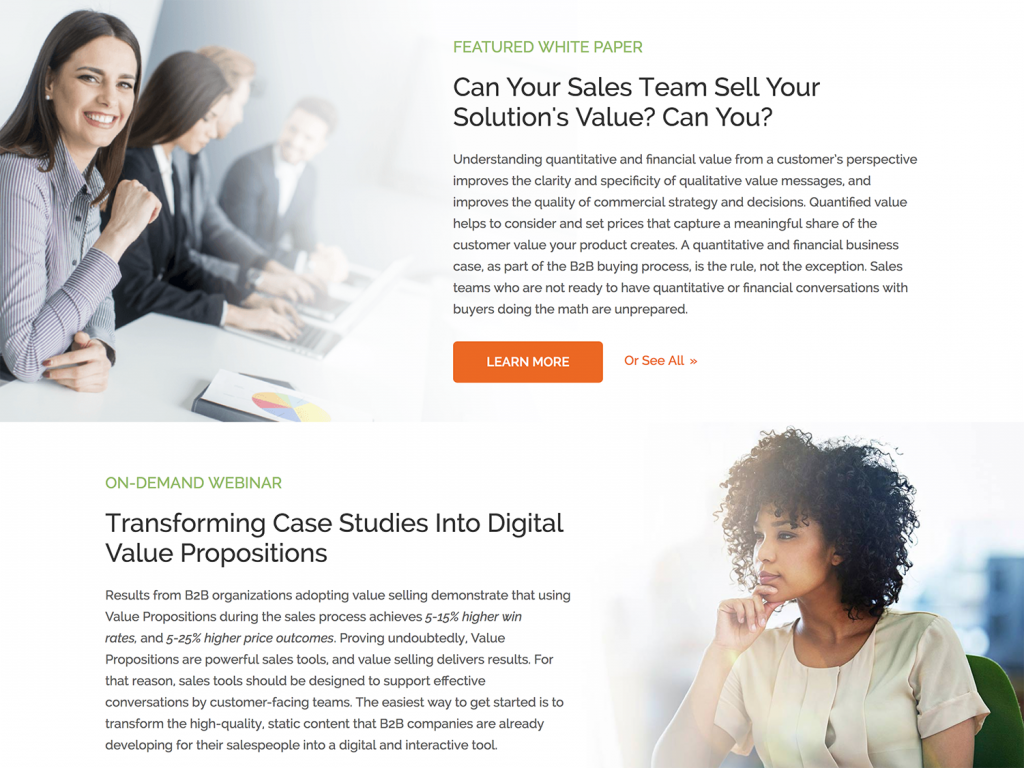 FEATURED WHITE PAPER
Can Your Sales Team Sell Your
Solution's Value? Can You?
Understanding quantitative and financial value from a customer's perspective
improves the clarity and specificity of qualitative value messages, and
improves the quality of commercial strategy and decisions. Quantified value
helps to consider and set prices that capture a meaningful share of the
customer value your product creates. A quantitative and financial business
case, as part of the B2B buying process, is the rule, not the exception. Sales
teams who are not ready to have quantitative or financial conversations with
buyers doing the math are unprepared.
LEARN MORE
Or See All »
ON-DEMAND WEBINAR
Transforming Case Studies Into Digital
Value Propositions
Results from B2B organizations adopting value selling demonstrate that using
Value Propositions during the sales process achieves 5-15% higher win
rates, and 5-25% higher price outcomes. Proving undoubtedly, Value
Propositions are powerful sales tools, and value selling delivers results. For
that reason, sales tools should be designed to support effective
conversations by customer-facing teams. The easiest way to get started is to
transform the high-quality, static content that B2B companies are already
developing for their salespeople into a digital and interactive tool.